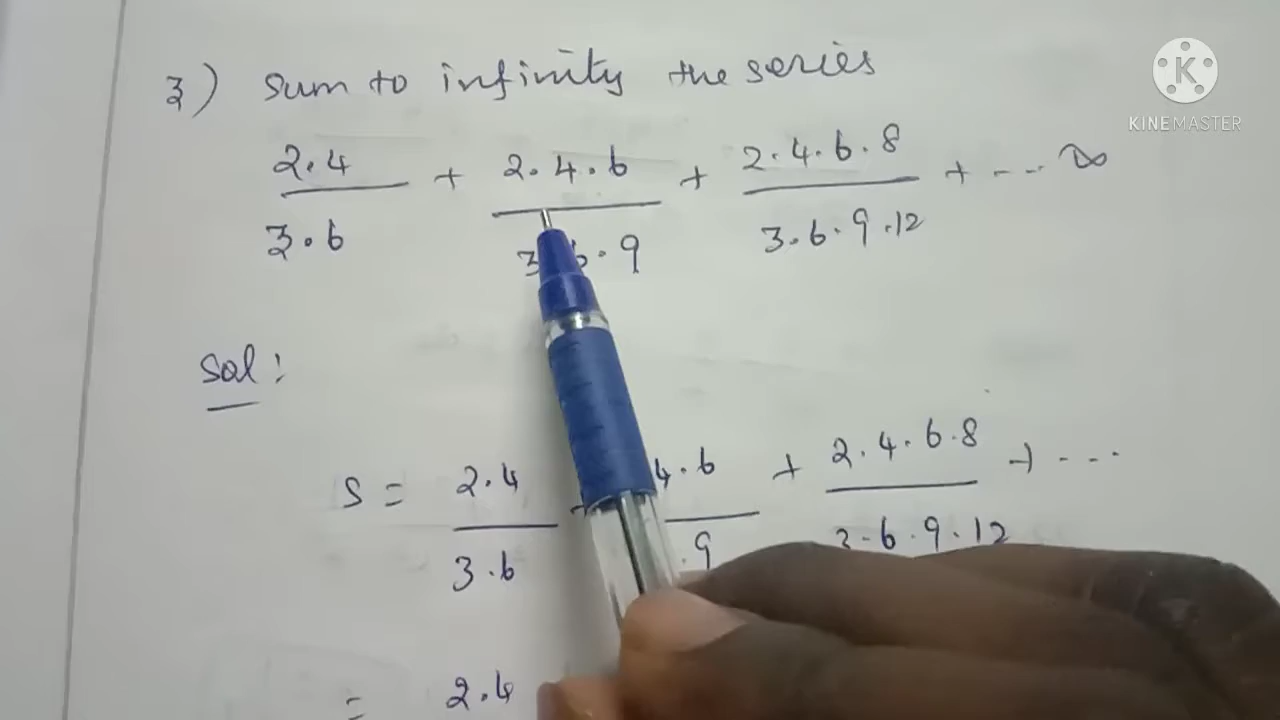 3) Sum to infinity the series
2.4 + 2.4.6 + 2.4.6.8 + ... ∞
3.6 3 6.9 3.6.9.12
KINEMASTER
Sol:
S = 2.4 + 4.6 + 2.4.6.8 + ...
3.6 .9 3.6.9.12
= 2.4